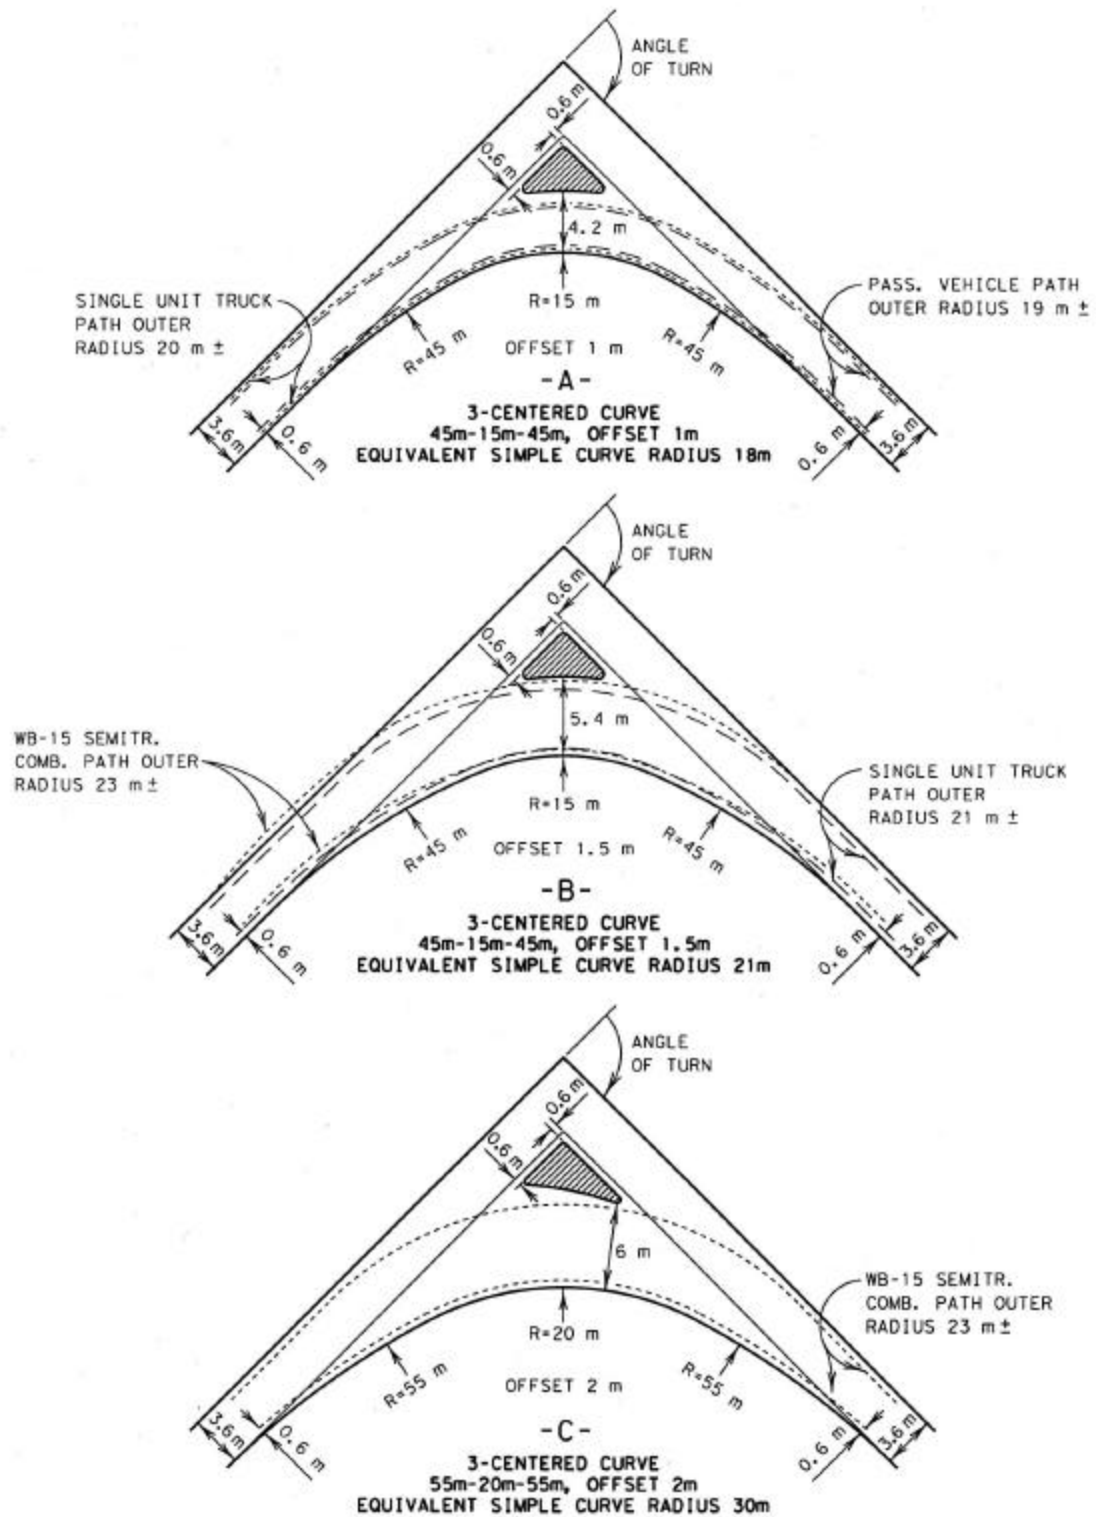 ANGLE
OF TURN
0.6 m
0.6 m
4.2 m
SINGLE UNIT TRUCK
PATH OUTER
RADIUS 20 m ±
PASS. VEHICLE PATH
OUTER RADIUS 19 m ±
R=15 m
R=45 m
OFFSET 1 m
R=45 m
-A-
3.6 m
0.6 m
0.6 m
3.6 m
3-CENTERED CURVE
45m-15m-45m, OFFSET 1m
EQUIVALENT SIMPLE CURVE RADIUS 18m
ANGLE
OF TURN
0.6 m
0.6 m
5.4 m
WB-15 SEMITR.
COMB. PATH OUTER
RADIUS 23 m ±
SINGLE UNIT TRUCK
PATH OUTER
RADIUS 21 m ±
R=15 m
R=45 m
OFFSET 1.5 m
R=45 m
-B-
3.6 m
0.6 m
0.6 m
3.6 m
3-CENTERED CURVE
45m-15m-45m, OFFSET 1.5m
EQUIVALENT SIMPLE CURVE RADIUS 21m
ANGLE
OF TURN
0.6 m
0.6 m
6 m
WB-15 SEMITR.
COMB. PATH OUTER
RADIUS 23 m ±
R=20 m
R=55 m
OFFSET 2 m
R=55 m
-C-
3.6 m
0.6 m
0.6 m
3.6 m
3-CENTERED CURVE
55m-20m-55m, OFFSET 2m
EQUIVALENT SIMPLE CURVE RADIUS 30m